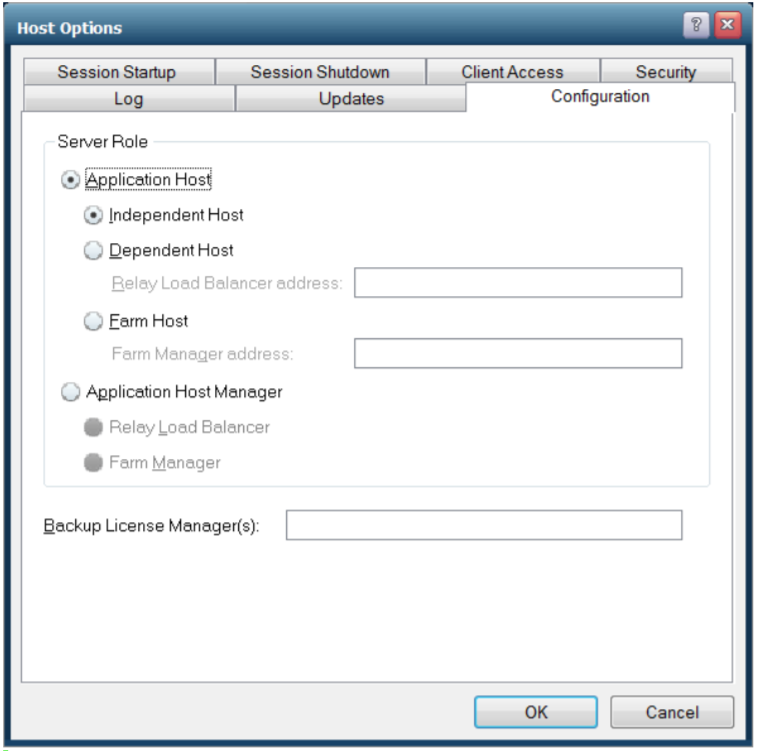 Host Options
?
Session Startup Session Shutdown Client Access Security
Log Updates Configuration
Server Role
Application Host
Independent Host
Dependent Host
Relay Load Balancer address:
Farm Host
Farm Manager address:
Application Host Manager
Relay Load Balancer
Farm Manager
Backup License Manager(s):
OK Cancel